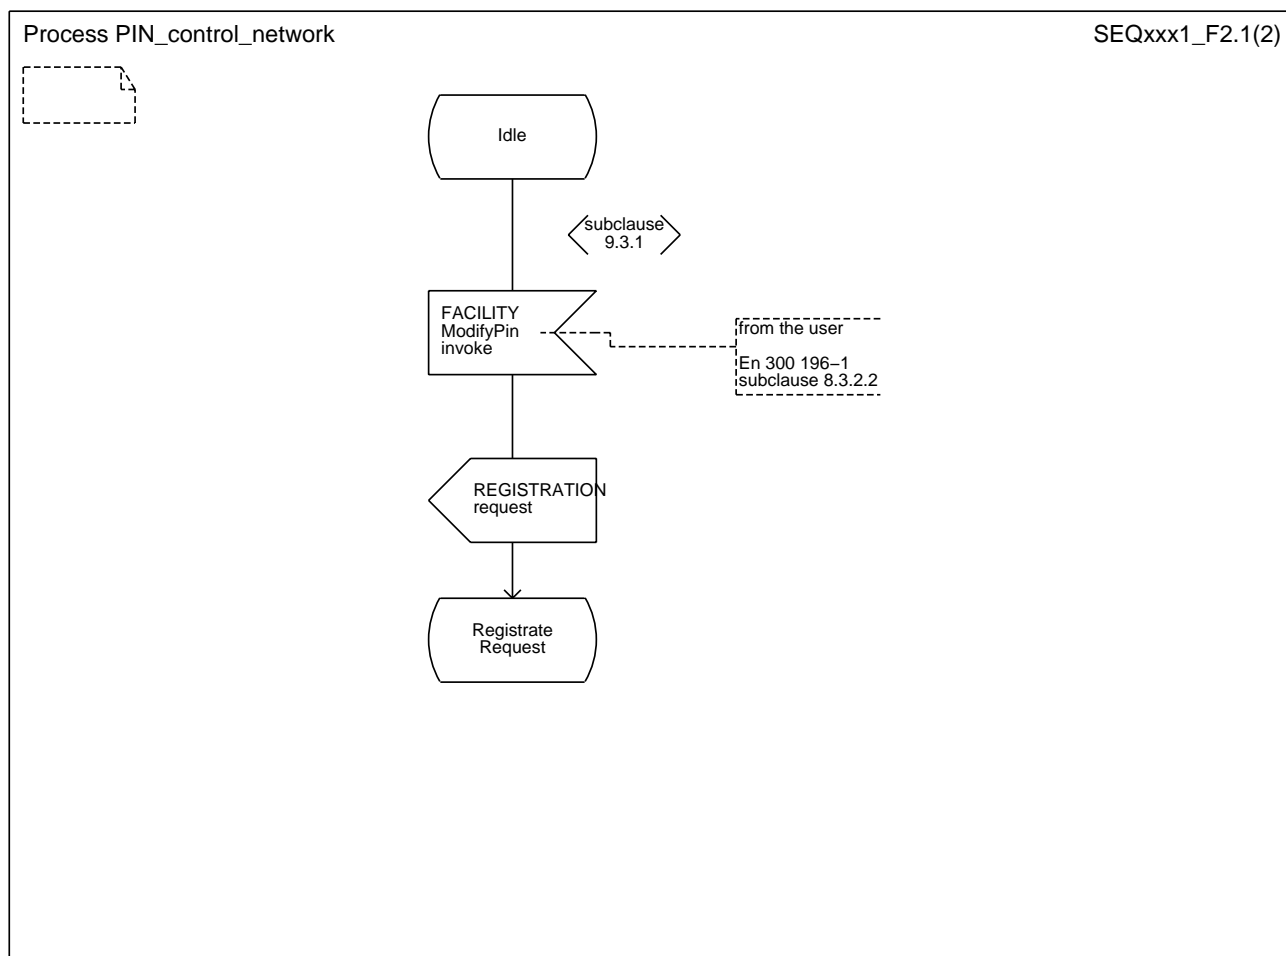 Process PIN_control_network
SEQxxx1_F2.1(2)
Idle
subclause
9.3.1
FACILITY
ModifyPin
invoke
from the user
En 300 196–1
subclause 8.3.2.2
REGISTRATION
request
Registrate
Request